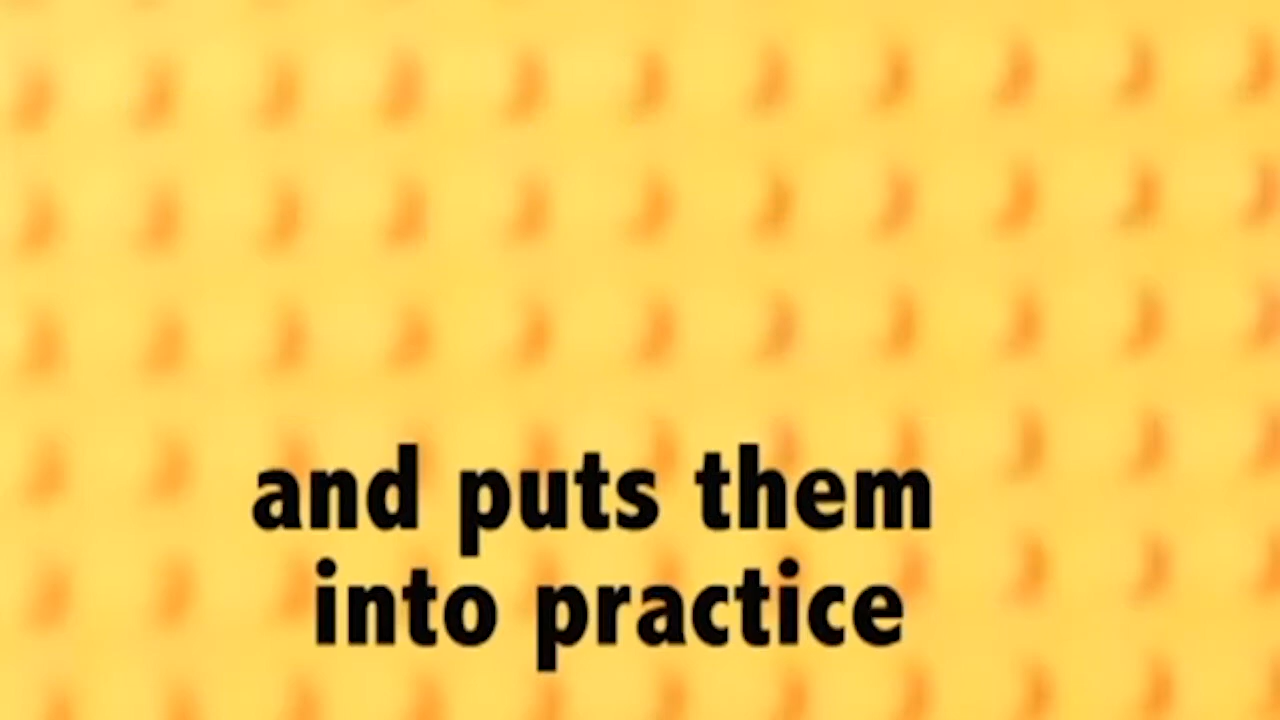 and puts them
into practice